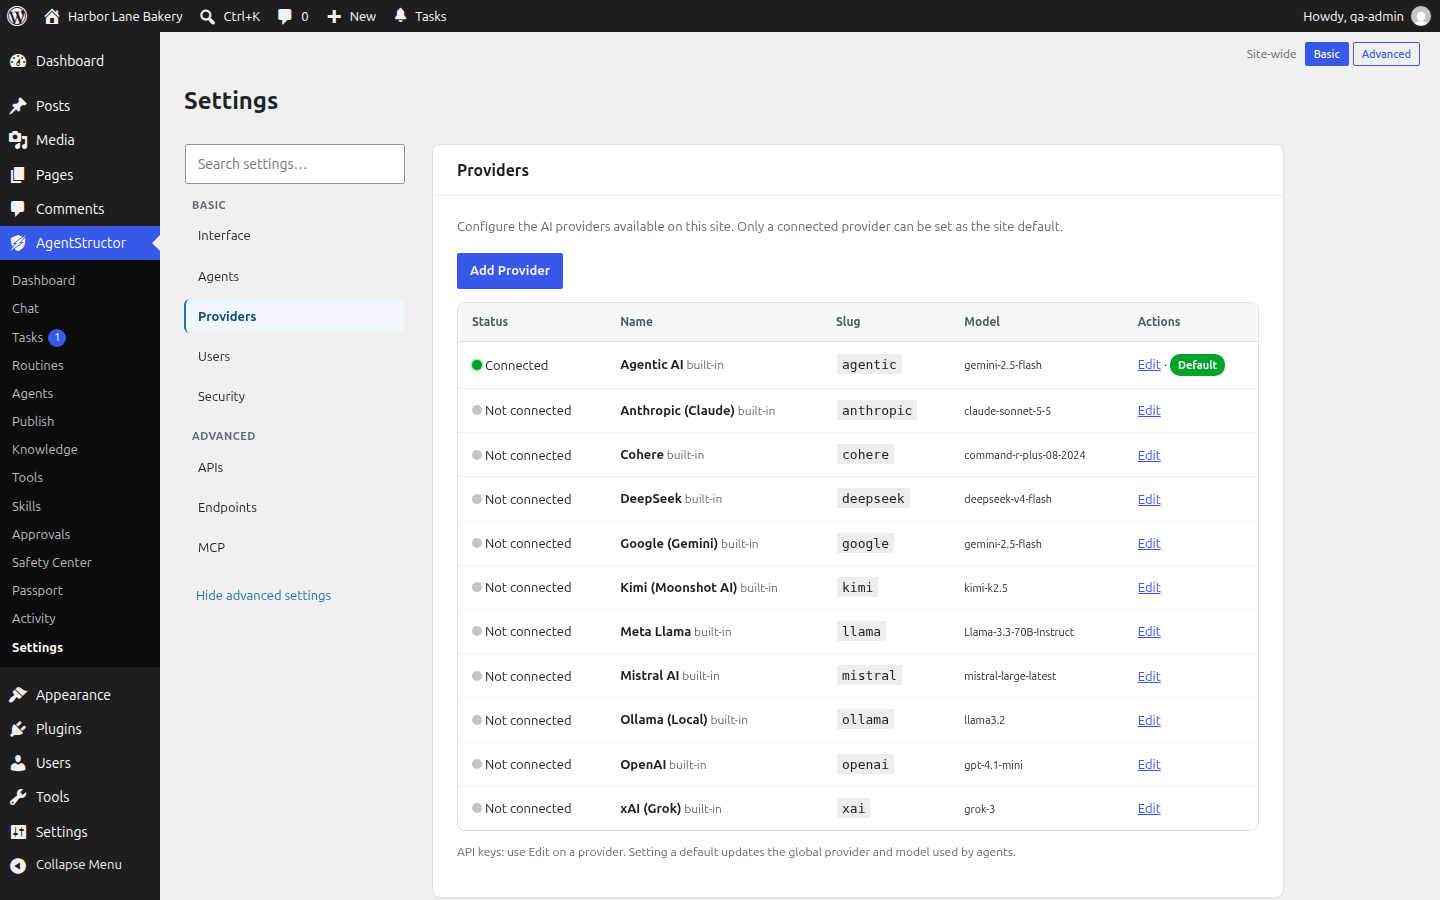 Harbor Lane Bakery Ctrl+K 0 New Tasks Howdy, qa-admin
Site-wide Basic Advanced
Dashboard
Posts
Media
Pages
Comments
AgentStructor
Dashboard
Chat
Tasks 1
Routines
Agents
Publish
Knowledge
Tools
Skills
Approvals
Safety Center
Passport
Activity
Settings
Appearance
Plugins
Users
Tools
Settings
Collapse Menu
Settings
Search settings...
BASIC
Interface
Agents
Providers
Users
Security
ADVANCED
APIs
Endpoints
MCP
Hide advanced settings
Providers
Configure the AI providers available on this site. Only a connected provider can be set as the site default.
Add Provider
Status Name Slug Model Actions
Connected Agentic AI built-in agentic gemini-2.5-flash Edit · Default
Not connected Anthropic (Claude) built-in anthropic claude-sonnet-5-5 Edit
Not connected Cohere built-in cohere command-r-plus-08-2024 Edit
Not connected DeepSeek built-in deepseek deepseek-v4-flash Edit
Not connected Google (Gemini) built-in google gemini-2.5-flash Edit
Not connected Kimi (Moonshot AI) built-in kimi kimi-k2.5 Edit
Not connected Meta Llama built-in llama Llama-3.3-70B-Instruct Edit
Not connected Mistral AI built-in mistral mistral-large-latest Edit
Not connected Ollama (Local) built-in ollama llama3.2 Edit
Not connected OpenAI built-in openai gpt-4.1-mini Edit
Not connected xAI (Grok) built-in xai grok-3 Edit
API keys: use Edit on a provider. Setting a default updates the global provider and model used by agents.